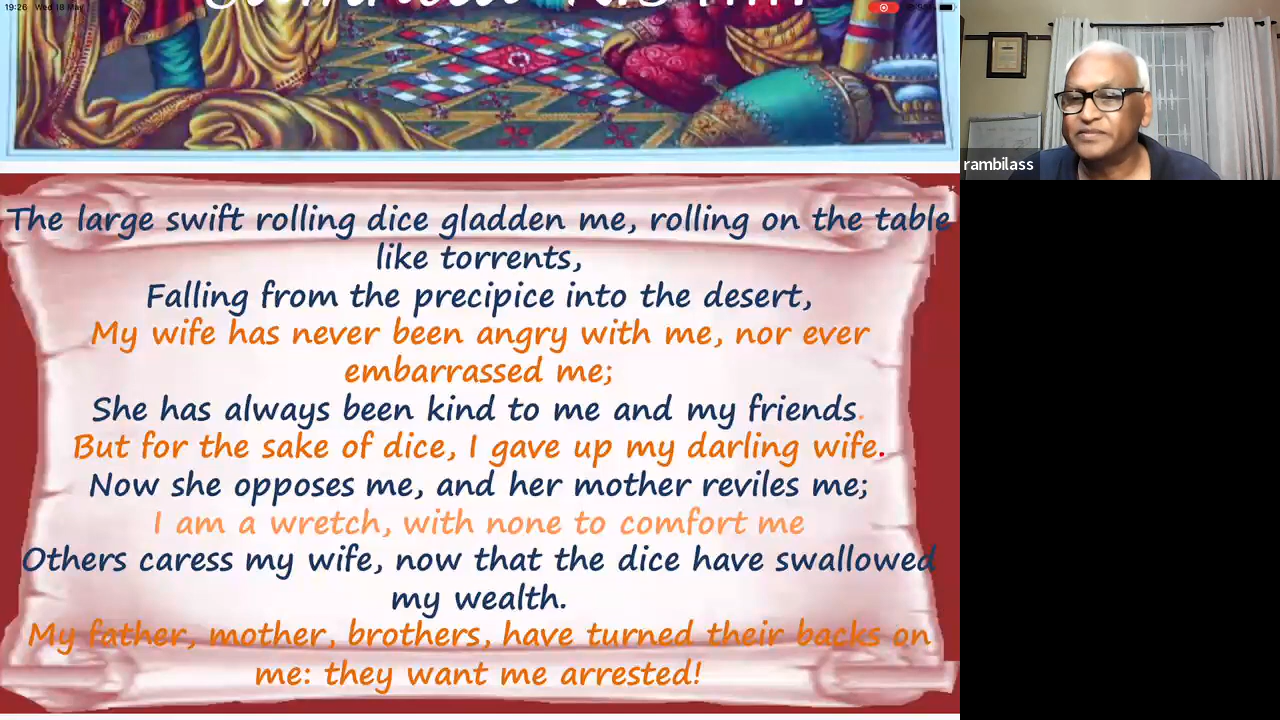 19:26 Wed 18 May
rambilass
The large swift rolling dice gladden me, rolling on the table
like torrents,
Falling from the precipice into the desert,
My wife has never been angry with me, nor ever
embarrassed me;
She has always been kind to me and my friends.
But for the sake of dice, I gave up my darling wife.
Now she opposes me, and her mother reviles me;
I am a wretch, with none to comfort me
Others caress my wife, now that the dice have swallowed
my wealth.
My father, mother, brothers, have turned their backs on
me: they want me arrested!